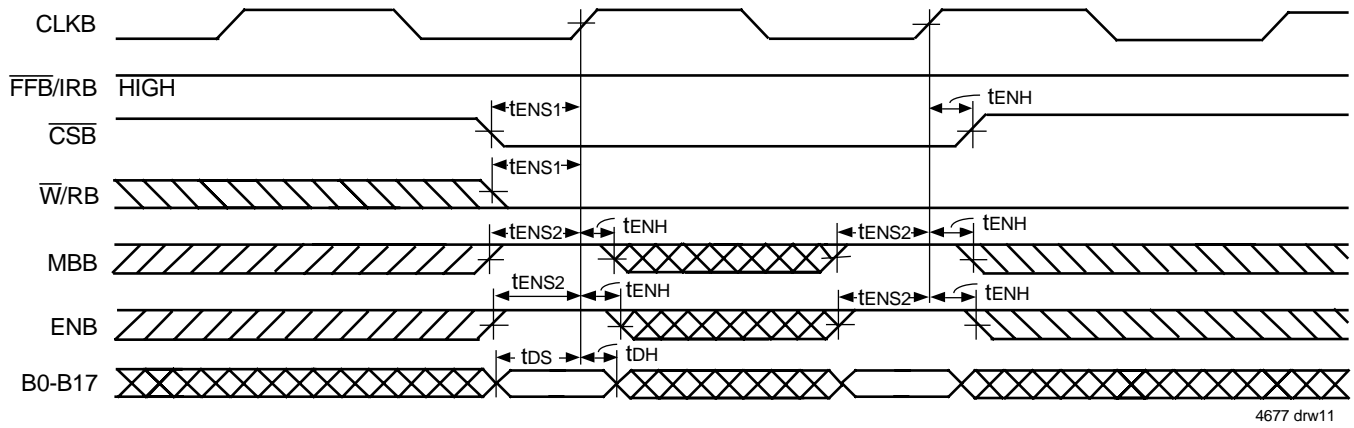 CLKB
FFB/IRB HIGH
tENS1 tENH
CSB
tENS1
W/RB
tENS2 tENH tENS2 tENH
MBB
tENS2 tENH tENS2 tENH
ENB
tDS tDH
B0-B17
4677 drw11